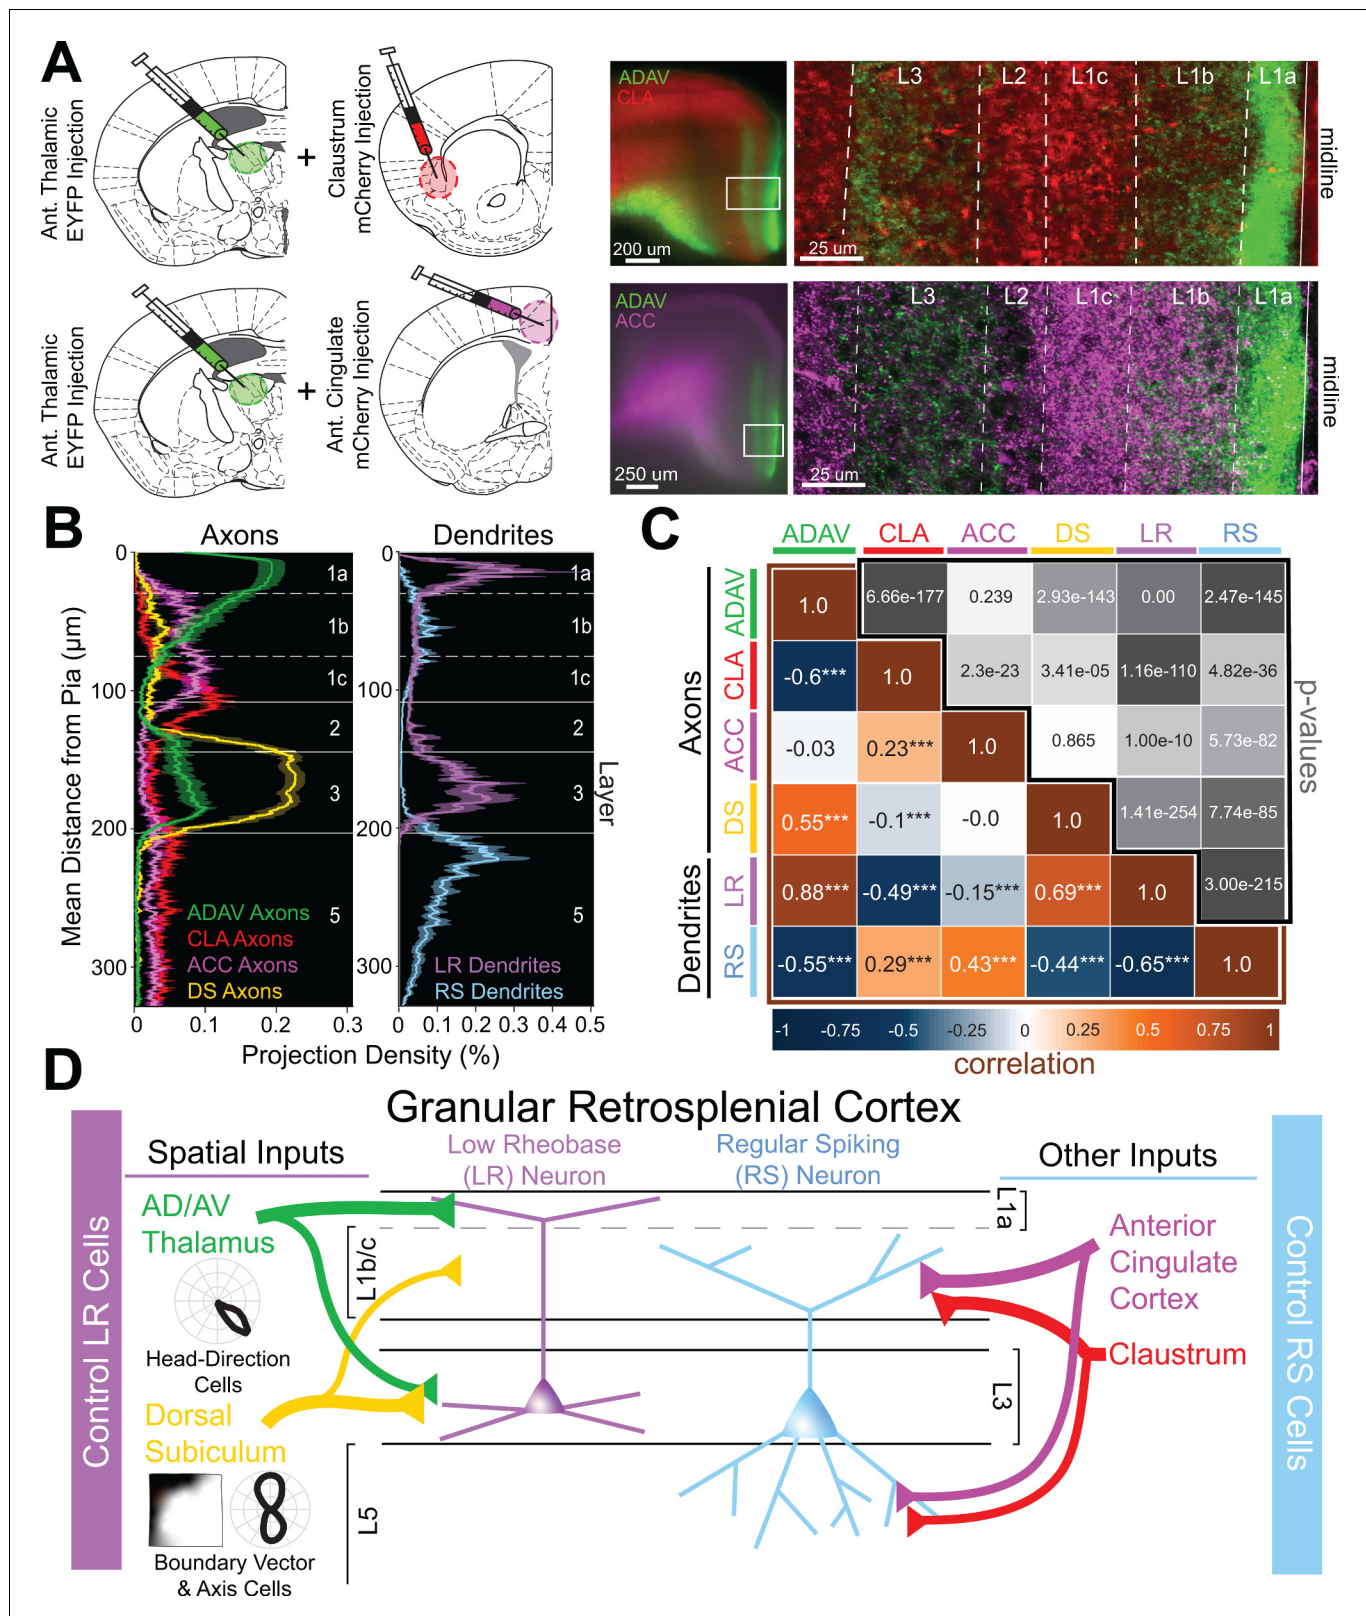 A
Ant. Thalamic
EYFP Injection
+
Claustrum
mCherry Injection
ADAV
CLA
200 um
L3
L2
L1c
L1b
L1a
25 um
midline
Ant. Thalamic
EYFP Injection
+
Ant. Cingulate
mCherry Injection
ADAV
ACC
250 um
L3
L2
L1c
L1b
L1a
25 um
midline
B
Axons
Dendrites
Mean Distance from Pia (μm)
0
100
200
300
1a
1b
1c
2
3
5
ADAV Axons
CLA Axons
ACC Axons
DS Axons
0
0.1
0.2
0.3
0
100
200
300
1a
1b
1c
2
3
5
Layer
LR Dendrites
RS Dendrites
0
0.1
0.2
0.3
0.4
0.5
Projection Density (%)
C
ADAV CLA ACC DS LR RS
Axons
Dendrites
ADAV 1.0 6.66e-177 0.239 2.93e-143 0.00 2.47e-145
CLA -0.6*** 1.0 2.3e-23 3.41e-05 1.16e-110 4.82e-36
ACC -0.03 0.23*** 1.0 0.865 1.00e-10 5.73e-82
DS 0.55*** -0.1*** -0.0 1.0 1.41e-254 7.74e-85
LR 0.88*** -0.49*** -0.15*** 0.69*** 1.0 3.00e-215
RS -0.55*** 0.29*** 0.43*** -0.44*** -0.65*** 1.0
p-values
-1 -0.75 -0.5 -0.25 0 0.25 0.5 0.75 1
correlation
D
Granular Retrosplenial Cortex
Control LR Cells
Spatial Inputs
Low Rheobase
(LR) Neuron
Regular Spiking
(RS) Neuron
Other Inputs
AD/AV
Thalamus
Head-Direction
Cells
Dorsal
Subiculum
Boundary Vector
& Axis Cells
L1b/c
L5
L1a
L3
Anterior
Cingulate
Cortex
Claustrum
Control RS Cells